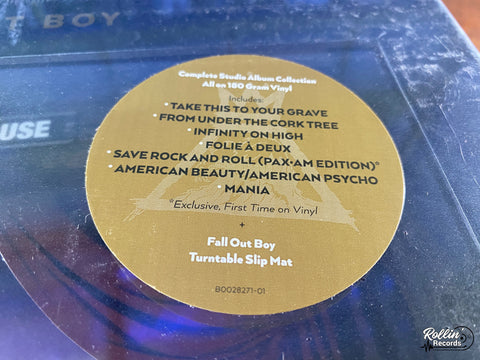 T BOY
USE
Complete Studio Album Collection
All on 180 Gram Vinyl
Includes:
* TAKE THIS TO YOUR GRAVE
* FROM UNDER THE CORK TREE
* INFINITY ON HIGH
* FOLIE À DEUX
* SAVE ROCK AND ROLL (PAX•AM EDITION)*
* AMERICAN BEAUTY/AMERICAN PSYCHO
* MANIA
*Exclusive, First Time on Vinyl
+
Fall Out Boy
Turntable Slip Mat
B0028271-01
Rollin
Records